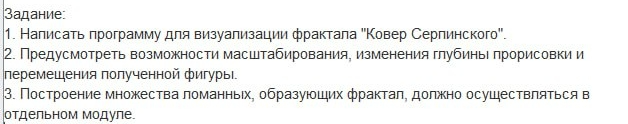 Задание:
1. Написать программу для визуализации фрактала "Ковер Серпинского".
2. Предусмотреть возможности масштабирования, изменения глубины прорисовки и
перемещения полученной фигуры.
3. Построение множества ломанных, образующих фрактал, должно осуществляться в
отдельном модуле.